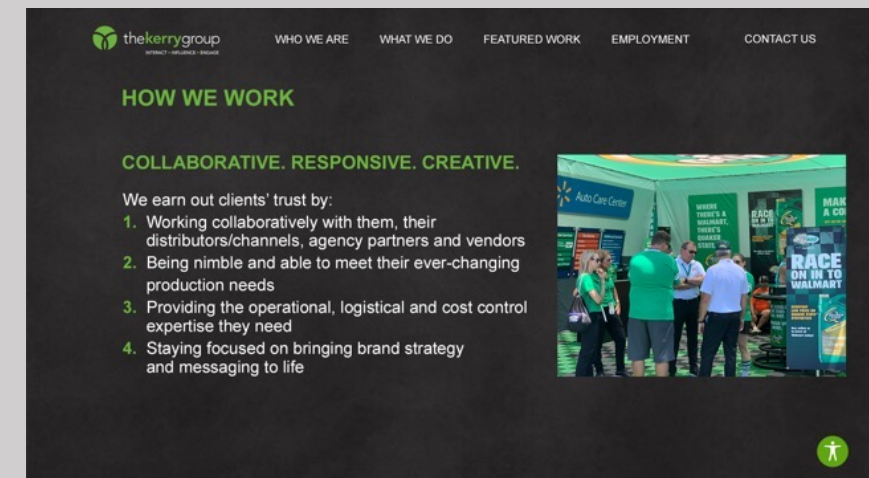 thekerrygroup
INTERACT • INFLUENCE • ENGAGE
WHO WE ARE
WHAT WE DO
FEATURED WORK
EMPLOYMENT
CONTACT US
HOW WE WORK
COLLABORATIVE. RESPONSIVE. CREATIVE.
We earn out clients’ trust by:
1. Working collaboratively with them, their
distributors/channels, agency partners and vendors
2. Being nimble and able to meet their ever-changing
production needs
3. Providing the operational, logistical and cost control
expertise they need
4. Staying focused on bringing brand strategy
and messaging to life
Auto Care Center
WHERE
THERE'S A
WALMART,
THERE'S
QUAKER
STATE.
RACE
MAK
A CO
RACE
ON IN TO
WALMART